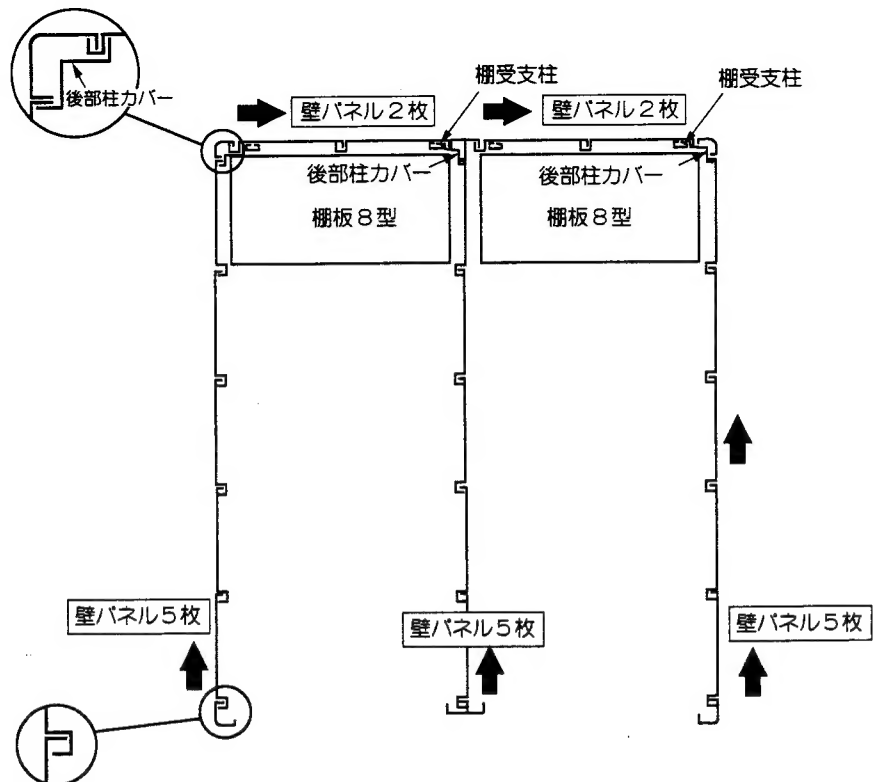 棚受支柱
棚受支柱
後部柱カバー
壁パネル２枚
壁パネル２枚
後部柱カバー
後部柱カバー
棚板８型
棚板８型
壁パネル５枚
壁パネル５枚
壁パネル５枚